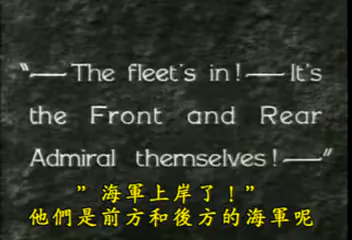 "—The fleet's in!—It's
the Front and Rear
Admiral themselves!—"
”海軍上岸了！”
他們是前方和後方的海軍呢